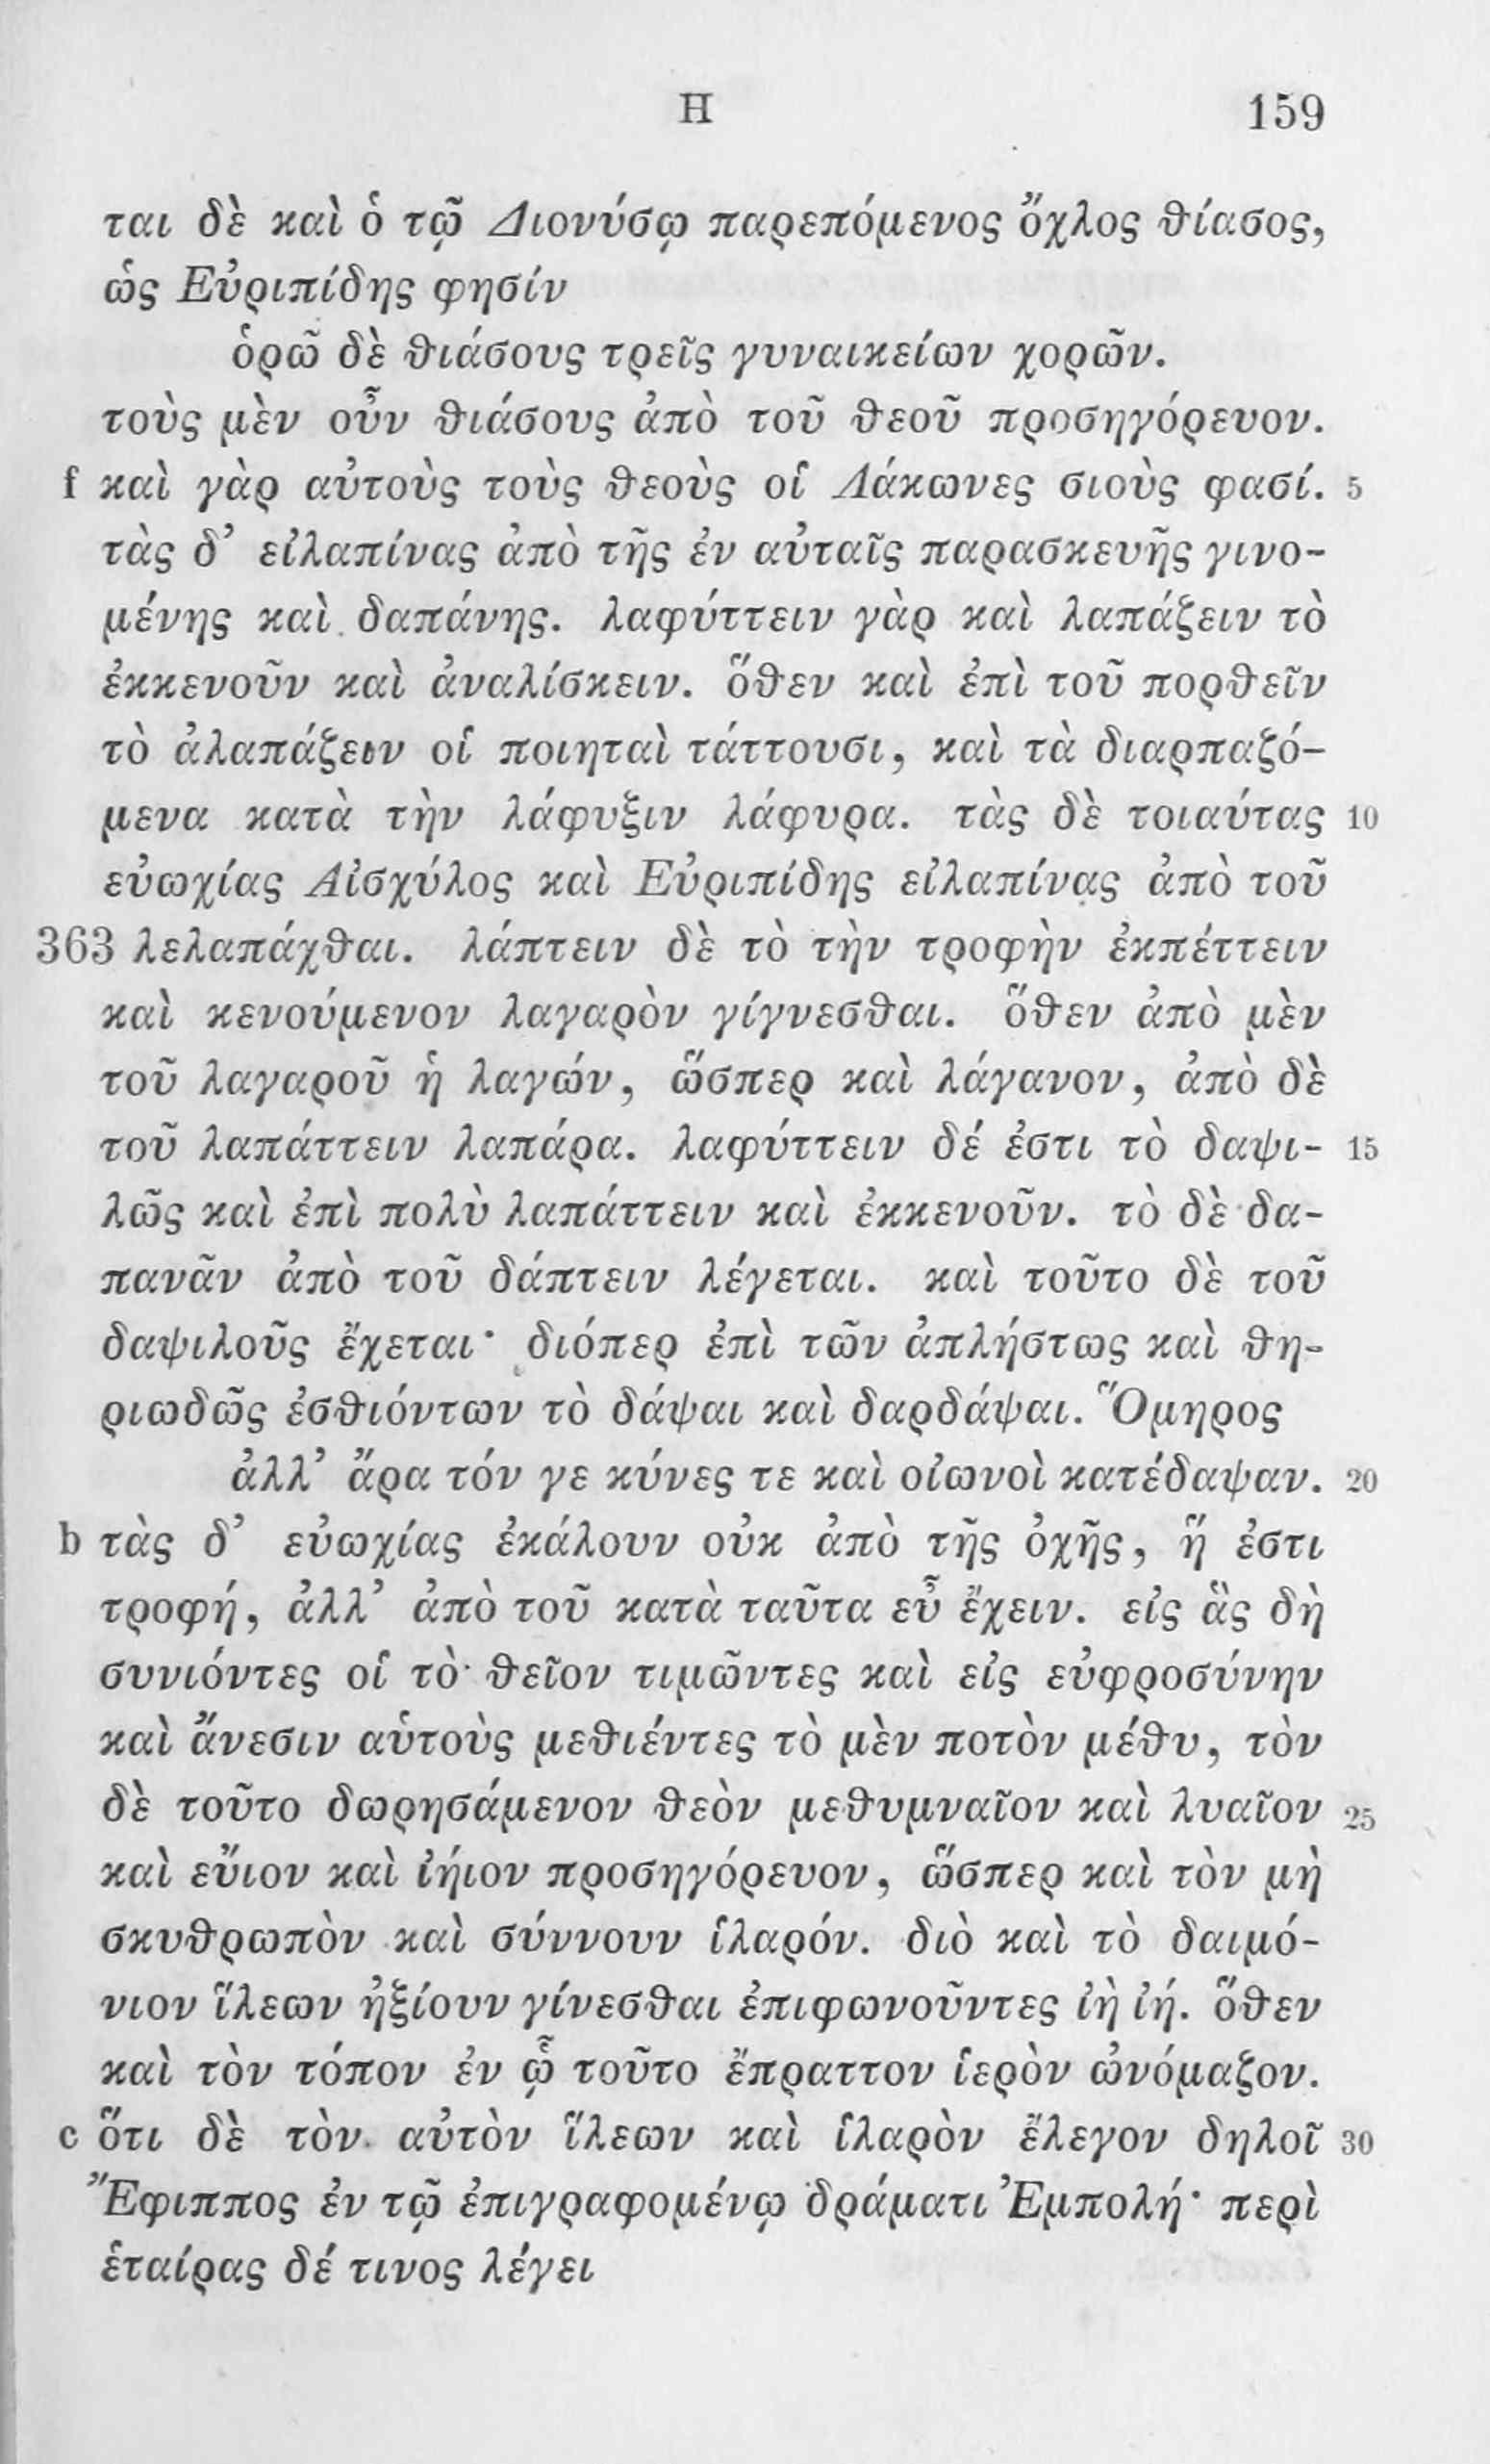 Η 159
ται δὲ καὶ ὁ τῷ Διονύσῳ παρεπόμενος ὄχλος θίασος,
ὡς Εὐριπίδης φησίν
ὁρῶ δὲ θιάσους τρεῖς γυναικείων χορῶν.
τοὺς μὲν οὖν θιάσους ἀπὸ τοῦ θεοῦ προσηγόρευον.
f καὶ γὰρ αὐτοὺς τοὺς θεοὺς οἱ Λάκωνες σιοὺς φασί. 5
τὰς δ’ εἰλαπίνας ἀπὸ τῆς ἐν αὐταῖς παρασκευῆς γινο-
μένης καὶ δαπάνης. λαφύττειν γὰρ καὶ λαπάζειν τὸ
ἐκκενοῦν καὶ ἀναλίσκειν. ὅθεν καὶ ἐπὶ τοῦ πορθεῖν
τὸ ἀλαπάζειν οἱ ποιηταὶ τάττουσι, καὶ τὰ διαρπαζό-
μενα κατὰ τὴν λάφυξιν λάφυρα. τὰς δὲ τοιαύτας 10
εὐωχίας Αἰσχύλος καὶ Εὐριπίδης εἰλαπίνας ἀπὸ τοῦ
363 λελαπάχθαι. λάπτειν δὲ τὸ τὴν τροφὴν ἐκπέττειν
καὶ κενούμενον λαγαρὸν γίγνεσθαι. ὅθεν ἀπὸ μὲν
τοῦ λαγαροῦ ἡ λαγών, ὥσπερ καὶ λάγανον, ἀπὸ δὲ
τοῦ λαπάττειν λαπάρα. λαφύττειν δέ ἐστι τὸ δαψι- 15
λῶς καὶ ἐπὶ πολὺ λαπάττειν καὶ ἐκκενοῦν. τὸ δὲ δα-
πανᾶν ἀπὸ τοῦ δάπτειν λέγεται. καὶ τοῦτο δὲ τοῦ
δαψιλοῦς ἔχεται· διόπερ ἐπὶ τῶν ἀπλήστως καὶ θη-
ριωδῶς ἐσθιόντων τὸ δάψαι καὶ δαρδάψαι. Ὅμηρος
ἀλλ’ ἄρα τόν γε κύνες τε καὶ οἰωνοὶ κατέδαψαν. 20
b τὰς δ’ εὐωχίας ἐκάλουν οὐκ ἀπὸ τῆς ὀχῆς, ἥ ἐστι
τροφή, ἀλλ’ ἀπὸ τοῦ κατὰ ταῦτα εὖ ἔχειν. εἰς ἃς δὴ
συνιόντες οἱ τὸ θεῖον τιμῶντες καὶ εἰς εὐφροσύνην
καὶ ἄνεσιν αὑτοὺς μεθιέντες τὸ μὲν ποτὸν μέθυ, τὸν
δὲ τοῦτο δωρησάμενον θεὸν μεθυμναῖον καὶ λυαῖον 25
καὶ εὔιον καὶ ἰήιον προσηγόρευον, ὥσπερ καὶ τὸν μὴ
σκυθρωπὸν καὶ σύννουν ἱλαρόν. διὸ καὶ τὸ δαιμό-
νιον ἵλεων ἠξίουν γίνεσθαι ἐπιφωνοῦντες ἰὴ ἰή. ὅθεν
καὶ τὸν τόπον ἐν ᾧ τοῦτο ἔπραττον ἱερὸν ὠνόμαζον.
c ὅτι δὲ τὸν αὐτὸν ἵλεων καὶ ἱλαρὸν ἔλεγον δηλοῖ 30
Ἔφιππος ἐν τῷ ἐπιγραφομένῳ δράματι Ἐμπολή· περὶ
ἑταίρας δέ τινος λέγει